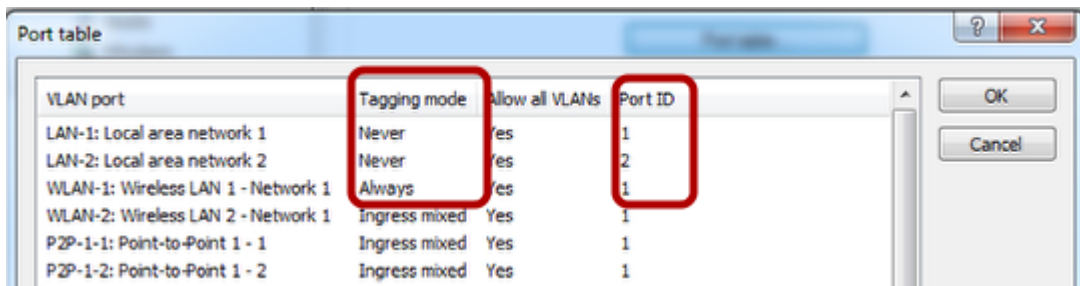 Port table
VLAN port Tagging mode Allow all VLANs Port ID
LAN-1: Local area network 1 Never Yes 1
LAN-2: Local area network 2 Never Yes 2
WLAN-1: Wireless LAN 1 - Network 1 Always Yes 1
WLAN-2: Wireless LAN 2 - Network 1 Ingress mixed Yes 1
P2P-1-1: Point-to-Point 1 - 1 Ingress mixed Yes 1
P2P-1-2: Point-to-Point 1 - 2 Ingress mixed Yes 1
OK
Cancel